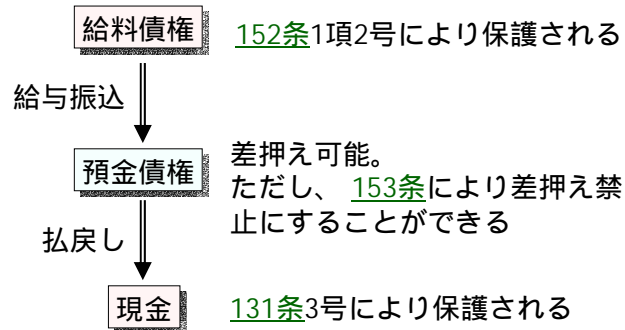 給料債権
152条1項2号により保護される
給与振込
預金債権
差押え可能。
ただし、 153条により差押え禁
止にすることができる
払戻し
現金
131条3号により保護される